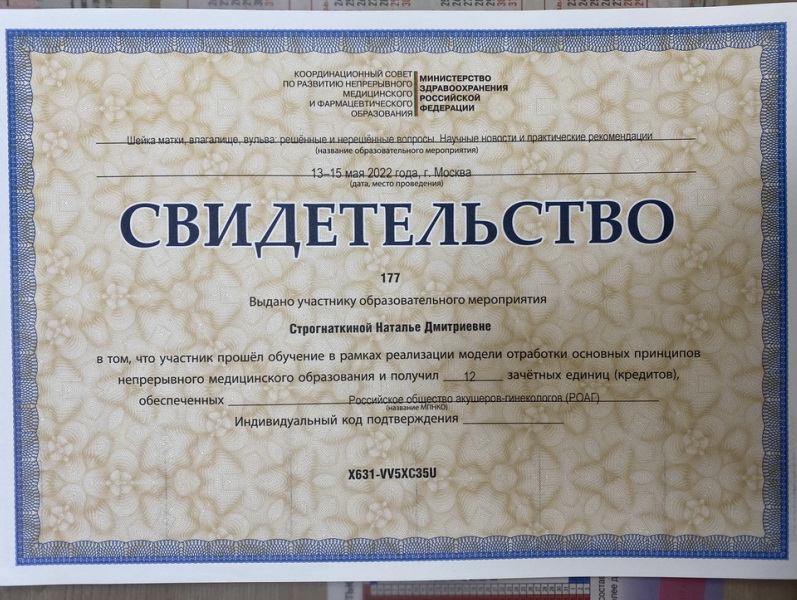 КООРДИНАЦИОННЫЙ СОВЕТ
ПО РАЗВИТИЮ НЕПРЕРЫВНОГО
МЕДИЦИНСКОГО
И ФАРМАЦЕВТИЧЕСКОГО
ОБРАЗОВАНИЯ
МИНИСТЕРСТВО
ЗДРАВООХРАНЕНИЯ
РОССИЙСКОЙ
ФЕДЕРАЦИИ
Шейка матки, влагалище, вульва: решённые и нерешённые вопросы. Научные новости и практические рекомендации
(название образовательного мероприятия)
13–15 мая 2022 года, г. Москва
(дата, место проведения)
СВИДЕТЕЛЬСТВО
177
Выдано участнику образовательного мероприятия
Строгнаткиной Наталье Дмитриевне
в том, что участник прошёл обучение в рамках реализации модели отработки основных принципов
непрерывного медицинского образования и получил 12 зачётных единиц (кредитов),
обеспеченных Российское общество акушеров-гинекологов (РОАГ)
(название МПНКО)
Индивидуальный код подтверждения
X631-VV5XC35U